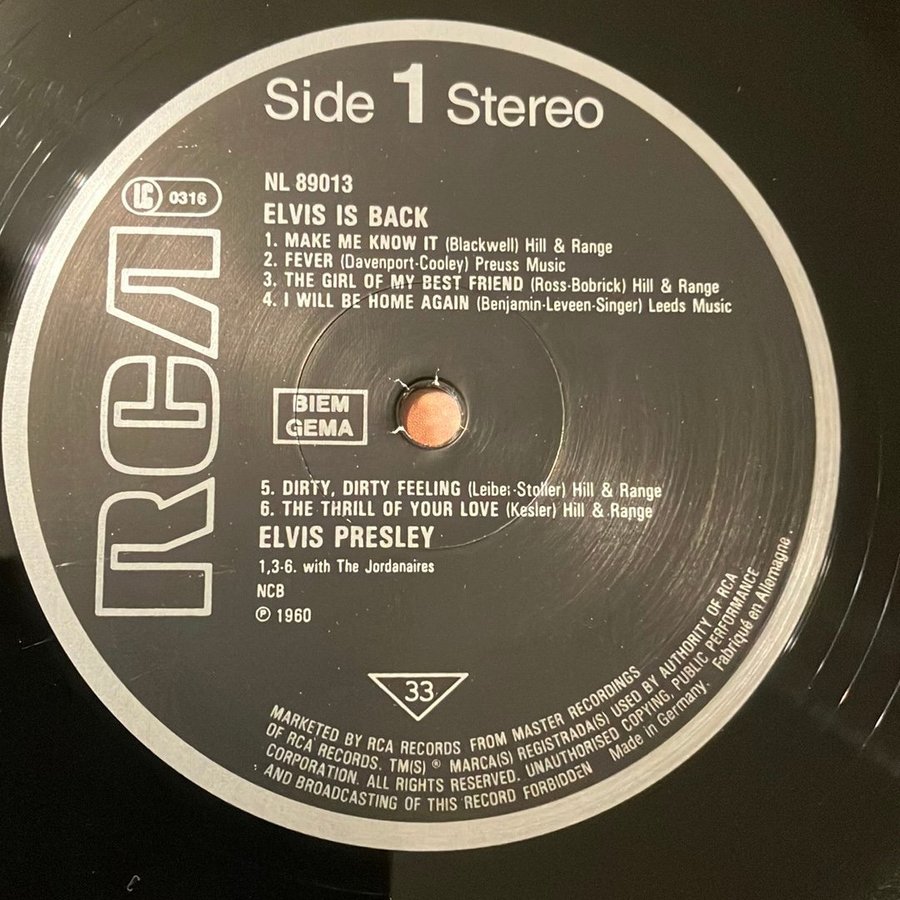 Side 1 Stereo
NL 89013
LC 0316
ELVIS IS BACK
1. MAKE ME KNOW IT (Blackwell) Hill & Range
2. FEVER (Davenport-Cooley) Preuss Music
3. THE GIRL OF MY BEST FRIEND (Ross-Bobrick) Hill & Range
4. I WILL BE HOME AGAIN (Benjamin-Leveen-Singer) Leeds Music
RCA
BIEM
GEMA
5. DIRTY, DIRTY FEELING (Leiber-Stoller) Hill & Range
6. THE THRILL OF YOUR LOVE (Kesler) Hill & Range
ELVIS PRESLEY
1,3-6. with The Jordanaires
NCB
℗ 1960
33
MARKETED BY RCA RECORDS FROM MASTER RECORDINGS
OF RCA RECORDS. TM(S) ® MARCA(S) REGISTRADA(S) USED BY AUTHORITY OF RCA
CORPORATION. ALL RIGHTS RESERVED. UNAUTHORISED COPYING, PUBLIC PERFORMANCE
AND BROADCASTING OF THIS RECORD FORBIDDEN Made in Germany. Fabriqué en Allemagne